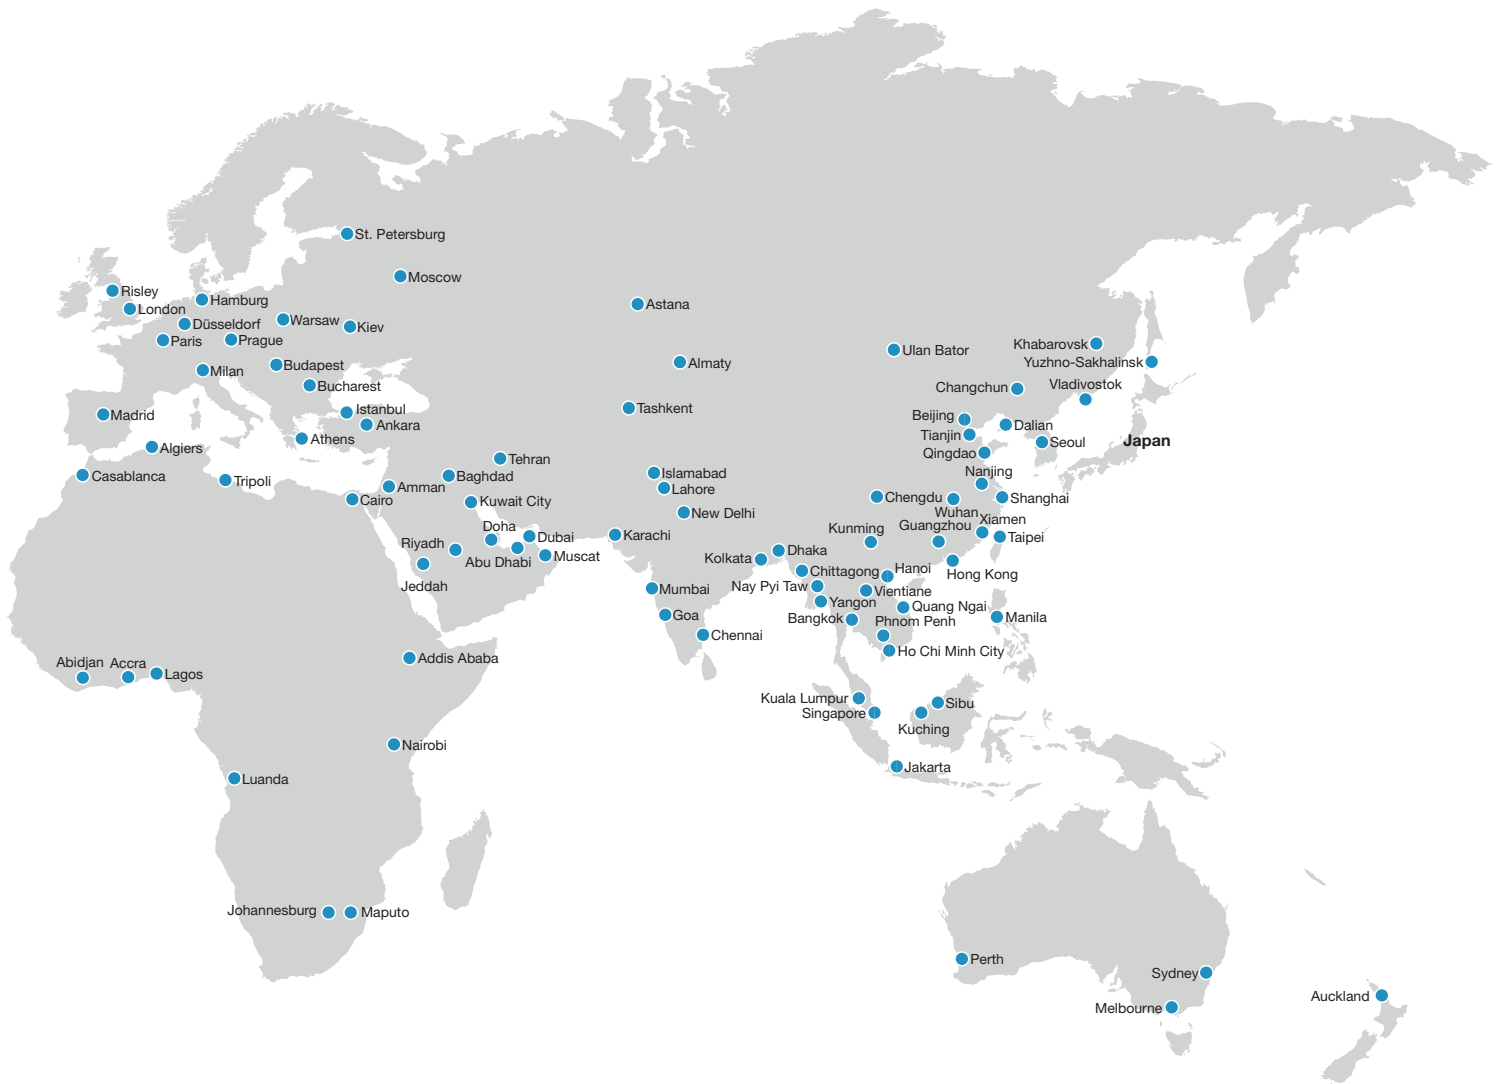 St. Petersburg
Moscow
Risley
Hamburg
London
Astana
Düsseldorf
Warsaw
Kiev
Paris
Prague
Khabarovsk
Ulan Bator
Yuzhno-Sakhalinsk
Budapest
Almaty
Milan
Bucharest
Changchun
Vladivostok
Istanbul
Tashkent
Madrid
Ankara
Beijing
Dalian
Athens
Tianjin
Japan
Seoul
Algiers
Qingdao
Tehran
Nanjing
Casablanca
Tripoli
Baghdad
Islamabad
Amman
Lahore
Cairo
Kuwait City
Chengdu
Shanghai
New Delhi
Wuhan
Xiamen
Doha
Kunming
Guangzhou
Dubai
Karachi
Taipei
Riyadh
Abu Dhabi
Muscat
Kolkata
Dhaka
Jeddah
Chittagong
Hanoi
Hong Kong
Mumbai
Nay Pyi Taw
Vientiane
Yangon
Quang Ngai
Goa
Bangkok
Phnom Penh
Manila
Chennai
Ho Chi Minh City
Abidjan
Accra
Lagos
Addis Ababa
Kuala Lumpur
Sibu
Singapore
Kuching
Nairobi
Jakarta
Luanda
Johannesburg
Maputo
Perth
Sydney
Auckland
Melbourne